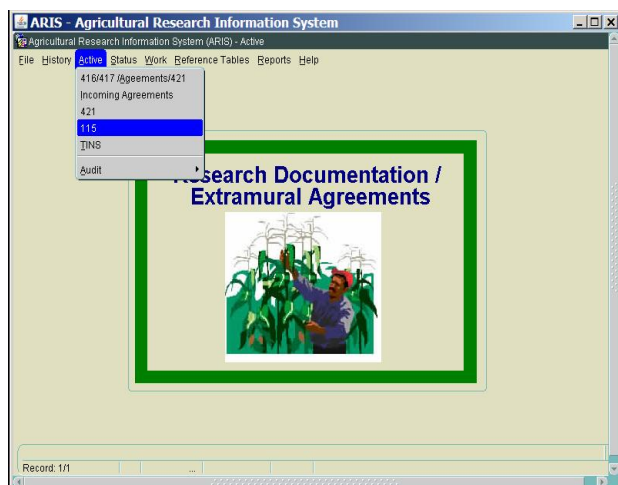 ARIS - Agricultural Research Information System
Agricultural Research Information System (ARIS) - Active
File History Active Status Work Reference Tables Reports Help
416/417 /Ageements/421
Incoming Agreements
421
115
TINS
Audit
Research Documentation /
Extramural Agreements
Record: 1/1
...